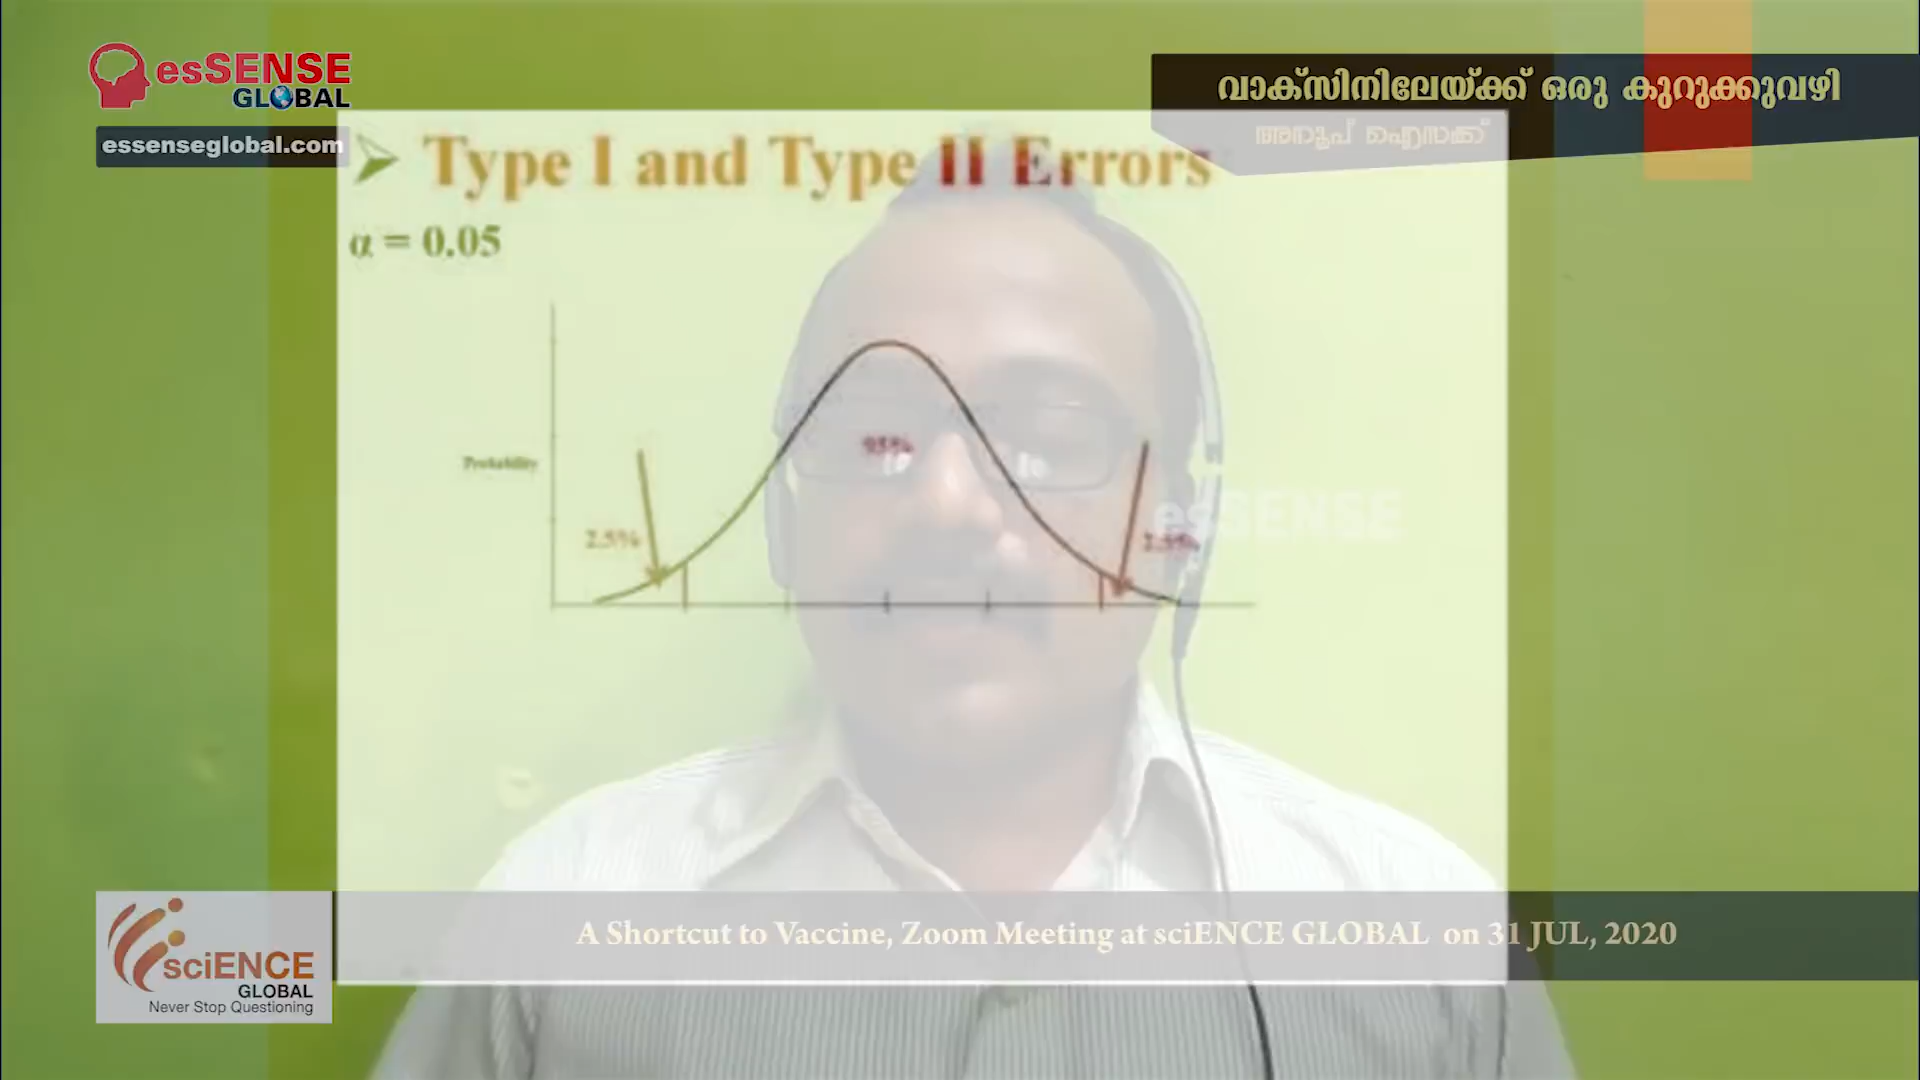 esSENSE
GLOBAL
essenseglobal.com
വാക്സിനിലേയ്ക്ക് ഒരു കുറുക്കുവഴി
അനൂപ് ഐസക്ക്
Type I and Type II Errors
α = 0.05
95%
Probability
esSENSE
2.5%
2.5%
A Shortcut to Vaccine, Zoom Meeting at sciENCE GLOBAL on 31 JUL, 2020
sciENCE
GLOBAL
Never Stop Questioning